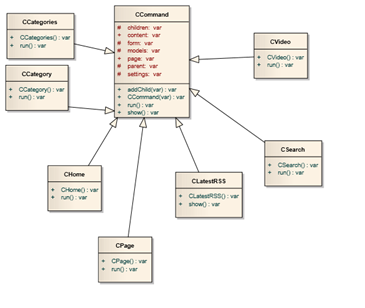 CCommand
# children: var
+ content: var
# form: var
# models: var
+ page: var
# parent: var
# settings: var
+ addChild(var) : var
+ CCommand(var) : var
+ run() : var
+ show() : var
CCategories
+ CCategories() : var
+ run() : var
CCategory
+ CCategory() : var
+ run() : var
CVideo
+ CVideo() : var
+ run() : var
CSearch
+ CSearch() : var
+ run() : var
CHome
+ CHome() : var
+ run() : var
CLatestRSS
+ CLatestRSS() : var
+ show() : var
CPage
+ CPage() : var
+ run() : var